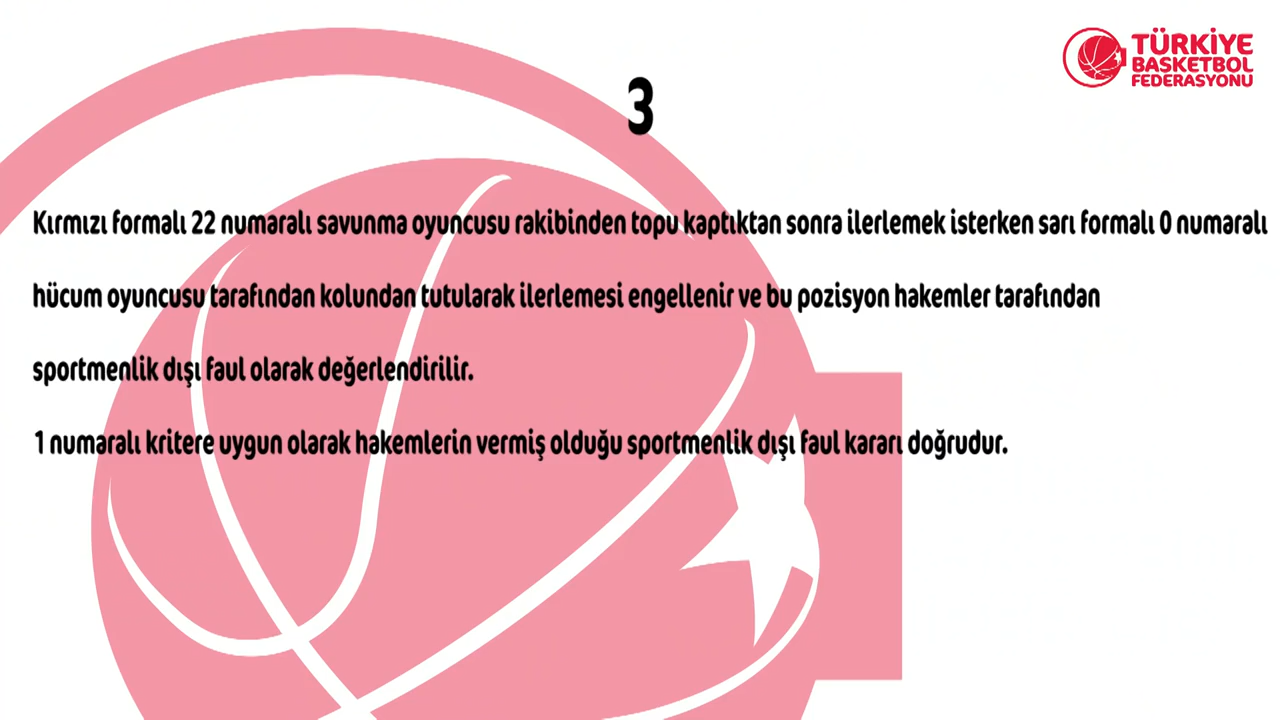 TÜRKİYE
BASKETBOL
FEDERASYONU
3
Kırmızı formalı 22 numaralı savunma oyuncusu rakibinden topu kaptıktan sonra ilerlemek isterken sarı formalı 0 numaralı
hücum oyuncusu tarafından kolundan tutularak ilerlemesi engellenir ve bu pozisyon hakemler tarafından
sportmenlik dışı faul olarak değerlendirilir.
1 numaralı kritere uygun olarak hakemlerin vermiş olduğu sportmenlik dışı faul kararı doğrudur.